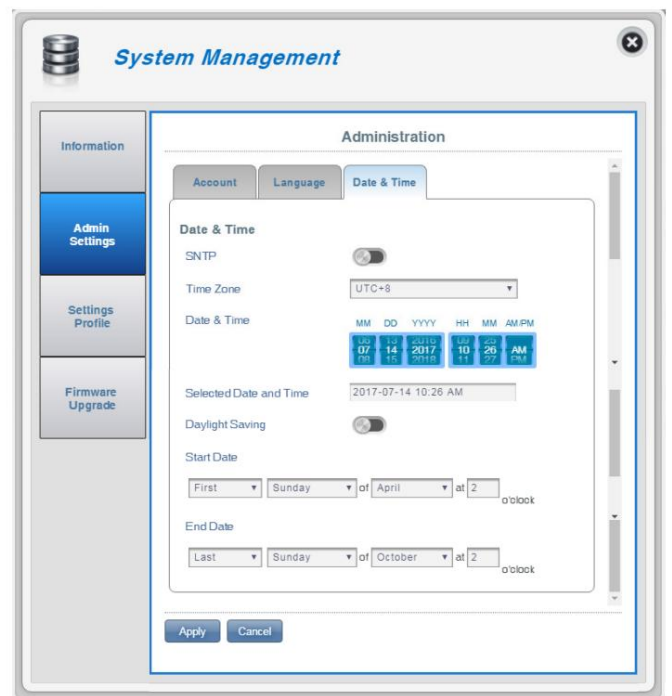 System Management
Information
Admin
Settings
Settings
Profile
Firmware
Upgrade
Administration
Account Language Date & Time
Date & Time
SNTP
Time Zone UTC+8
Date & Time MM DD YYYY HH MM AM/PM
06 13 2016 09 25
07 14 2017 10 26 AM
08 15 2018 11 27 PM
Selected Date and Time 2017-07-14 10:26 AM
Daylight Saving
Start Date
First Sunday of April at 2 o'clock
End Date
Last Sunday of October at 2 o'clock
Apply Cancel